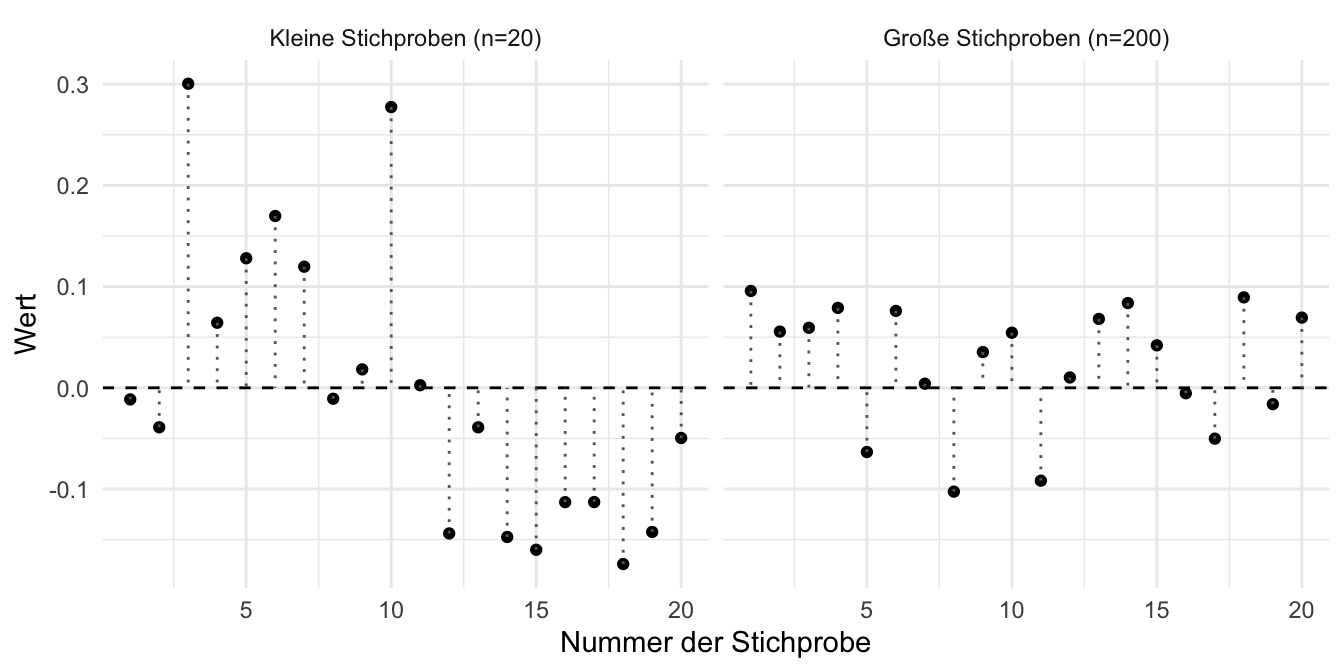 Kleine Stichproben (n=20)
Große Stichproben (n=200)
Wert
0.3
0.2
0.1
0.0
-0.1
5 10 15 20
5 10 15 20
Nummer der Stichprobe